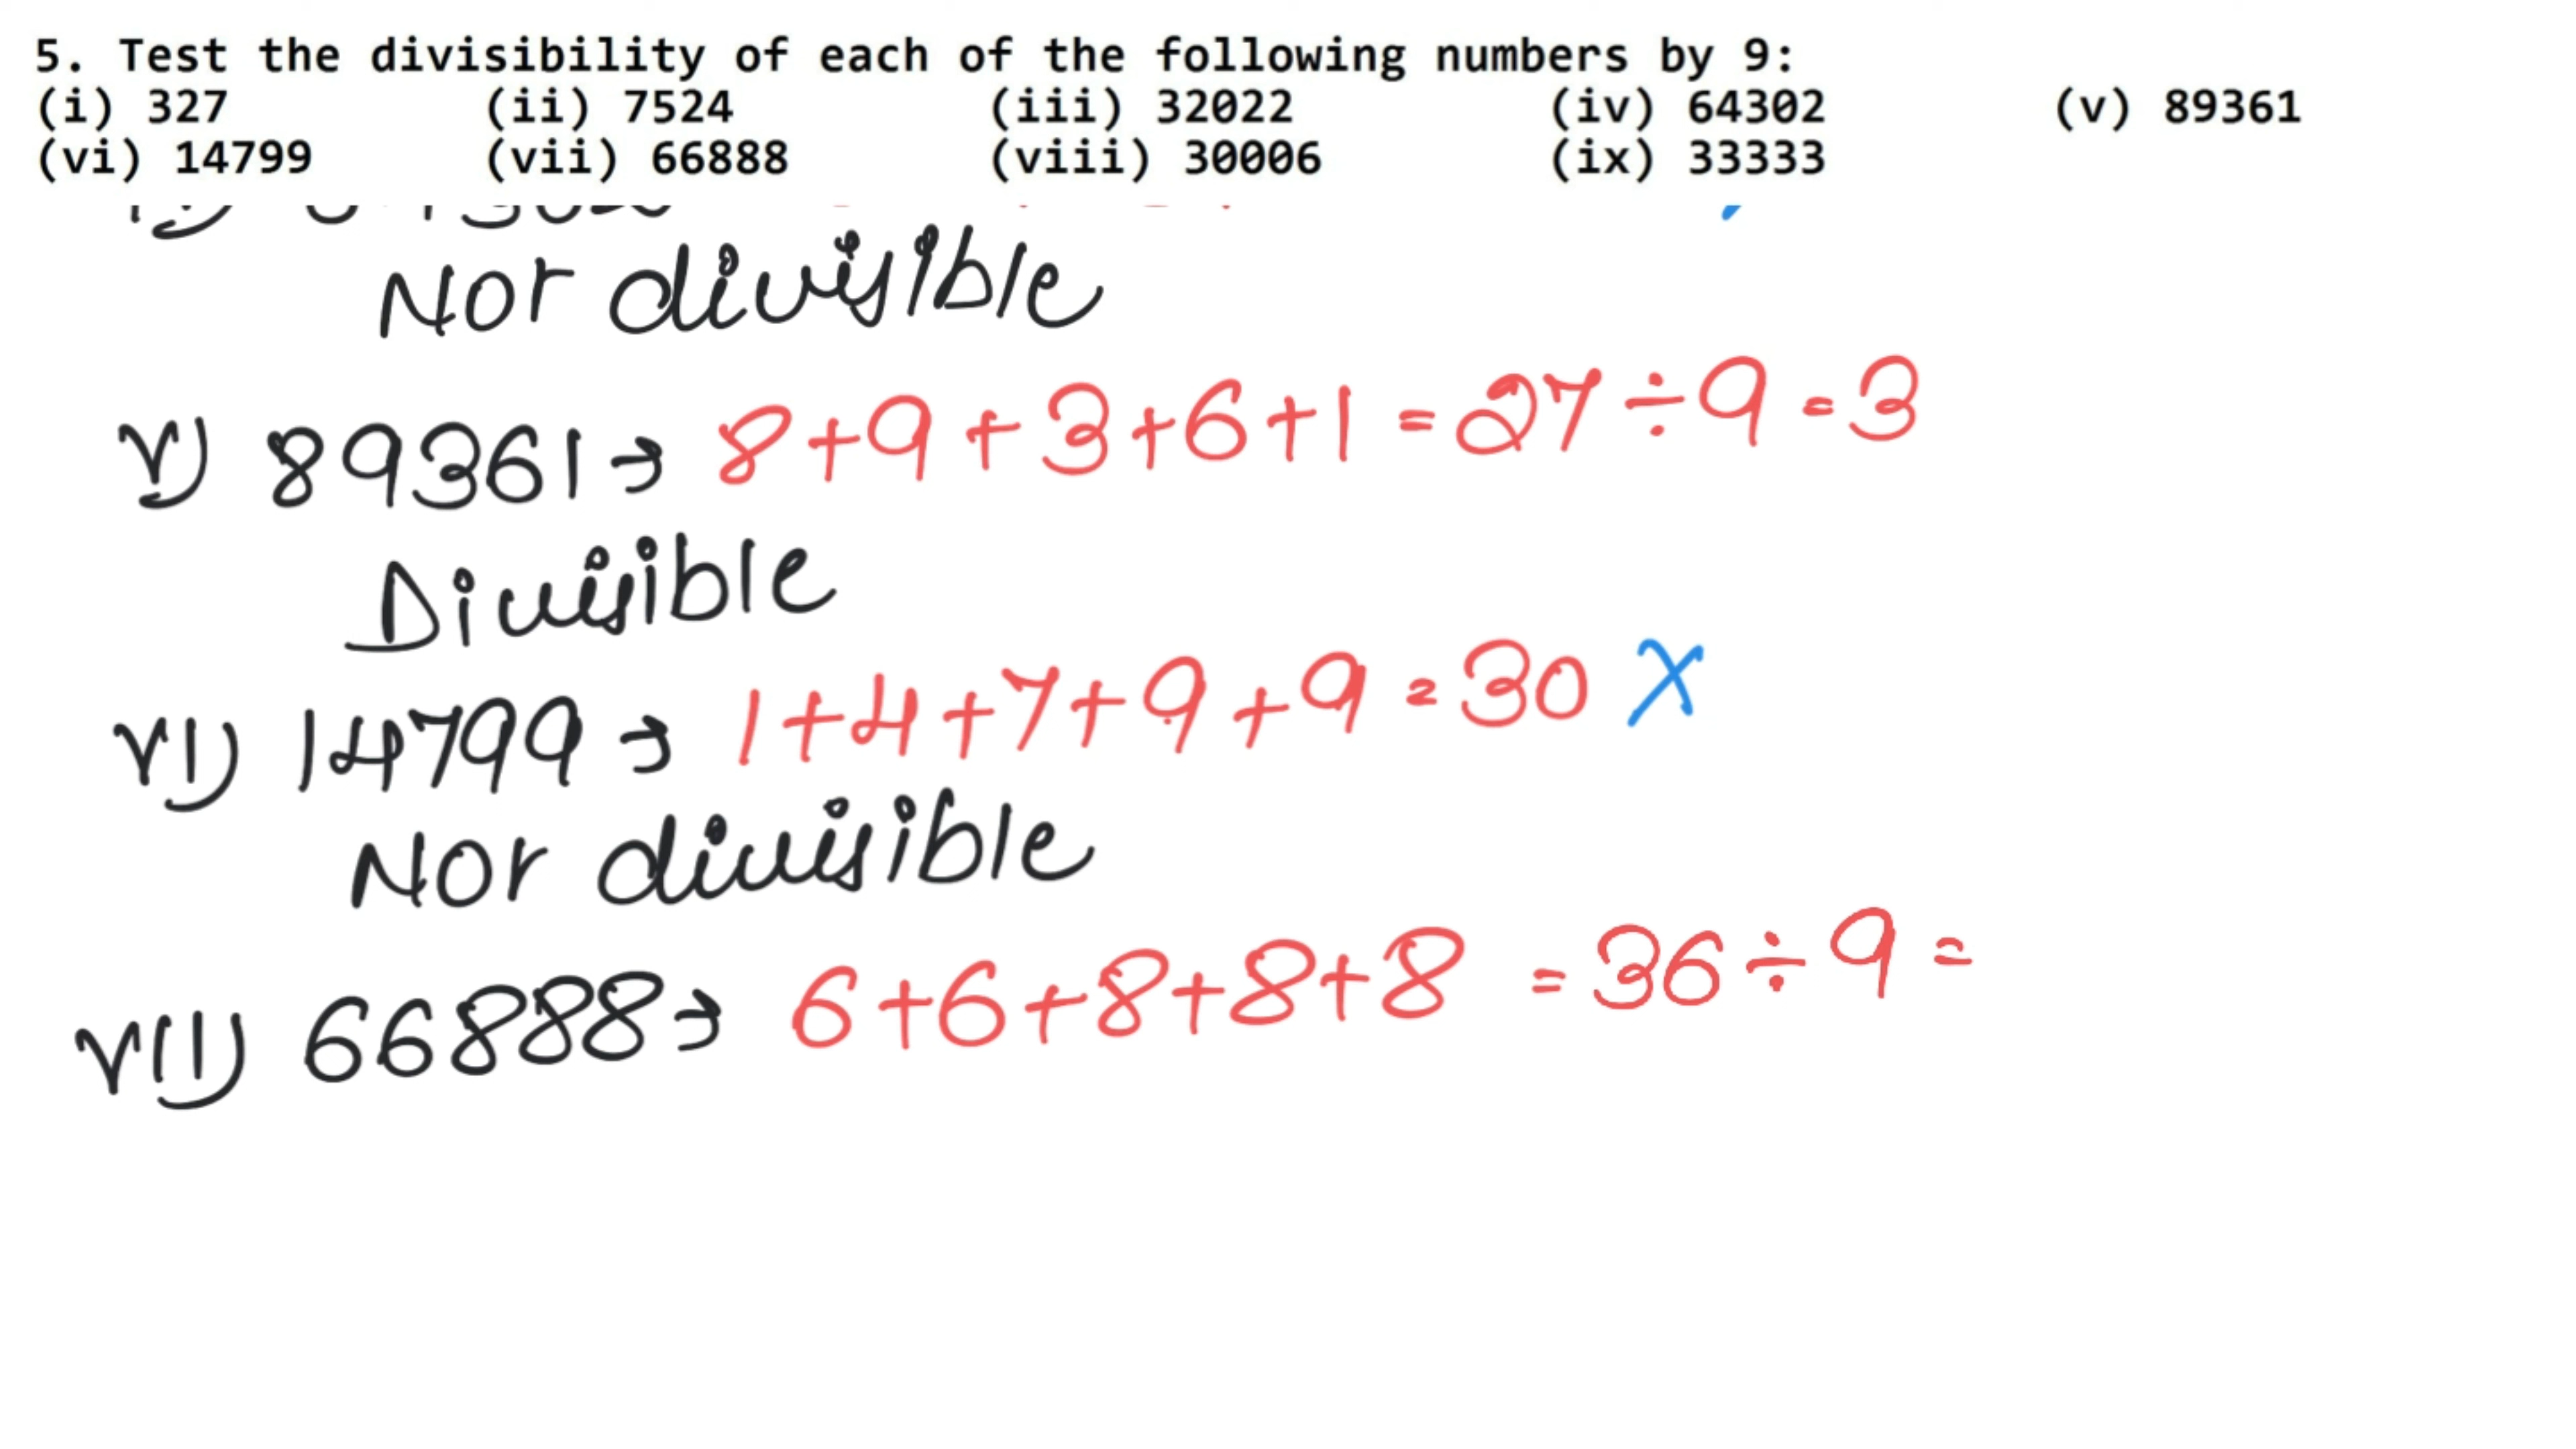 5. Test the divisibility of each of the following numbers by 9:
(i) 327 (ii) 7524 (iii) 32022 (iv) 64302 (v) 89361
(vi) 14799 (vii) 66888 (viii) 30006 (ix) 33333
Not divisible
v) 89361 → 8+9+3+6+1 = 27 ÷ 9 = 3
Divisible
vi) 14799 → 1+4+7+9+9 = 30 X
Not divisible
vii) 66888 → 6+6+8+8+8 = 36 ÷ 9 =